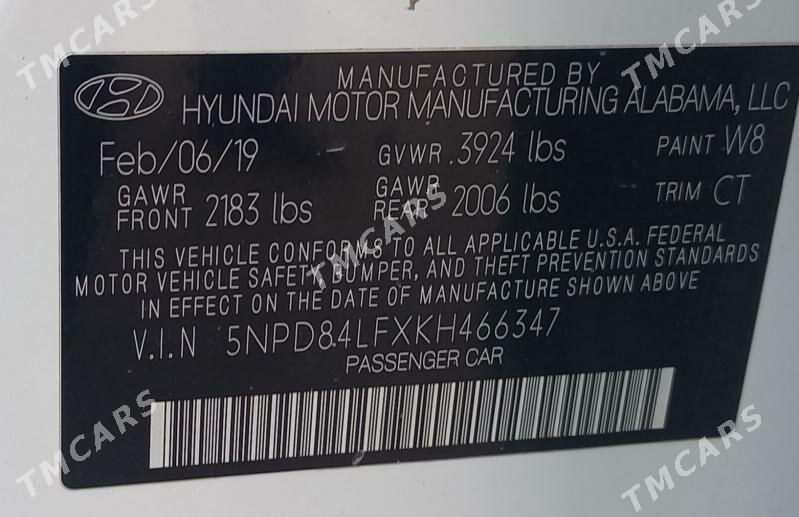 MANUFACTURED BY
HYUNDAI MOTOR MANUFACTURING ALABAMA, LLC
Feb/06/19 GVWR 3924 lbs PAINT W8
GAWR FRONT 2183 lbs GAWR REAR 2006 lbs TRIM CT
THIS VEHICLE CONFORMS TO ALL APPLICABLE U.S.A. FEDERAL
MOTOR VEHICLE SAFETY, BUMPER, AND THEFT PREVENTION STANDARDS
IN EFFECT ON THE DATE OF MANUFACTURE SHOWN ABOVE
V.I.N 5NPD84LFXKH466347
PASSENGER CAR
TMCARS
TMCARS
TMCARS
TMCARS
TMCARS